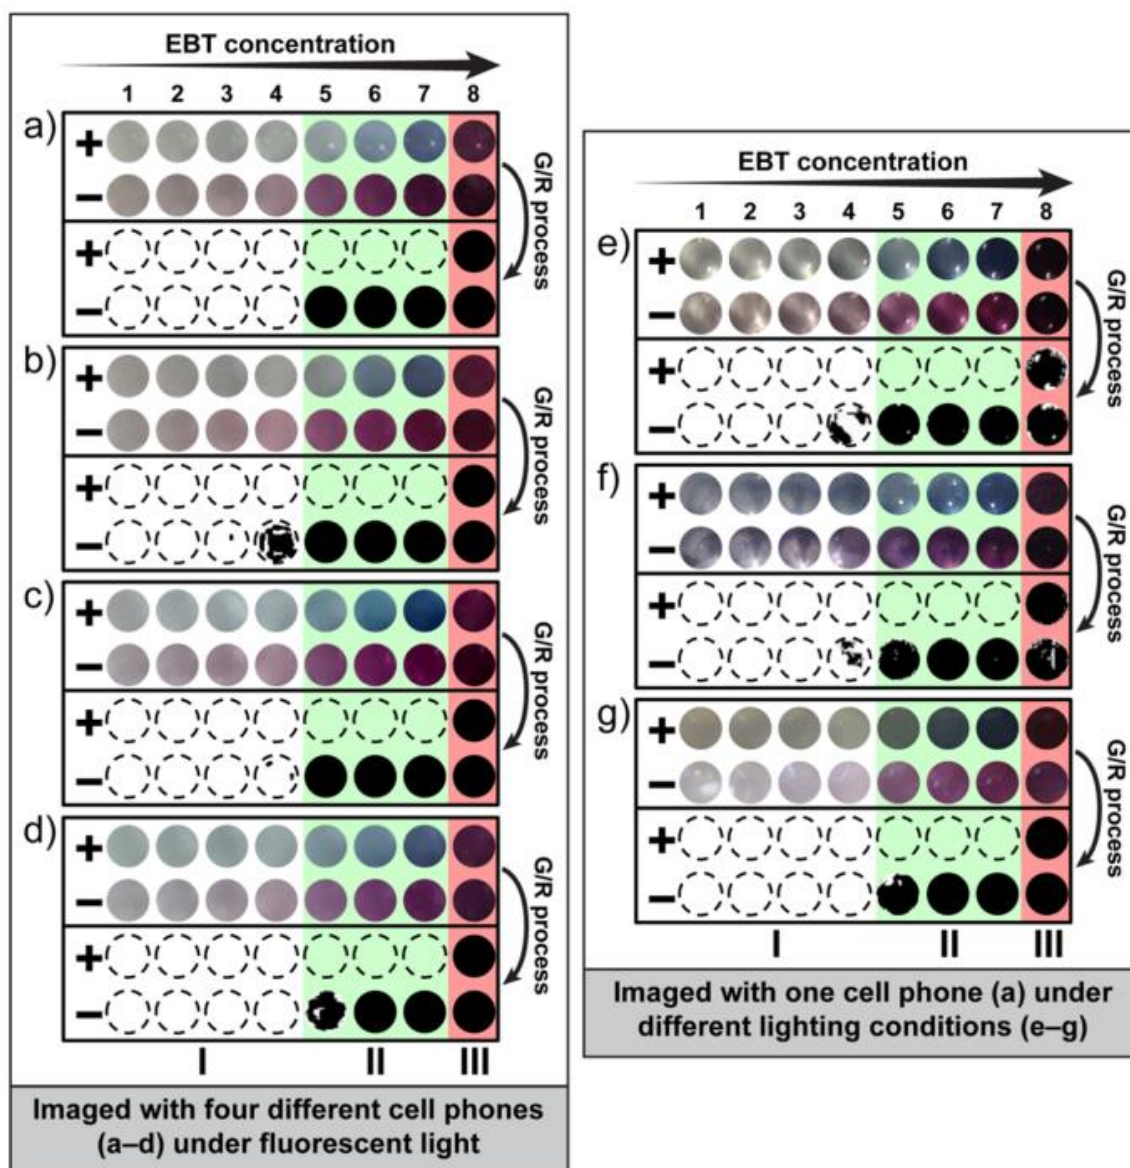 EBT concentration
1 2 3 4 5 6 7 8
a)
+
−
+
−
G/R process
b)
+
−
+
−
G/R process
c)
+
−
+
−
G/R process
d)
+
−
+
−
G/R process
I II III
Imaged with four different cell phones
(a–d) under fluorescent light
EBT concentration
1 2 3 4 5 6 7 8
e)
+
−
+
−
G/R process
f)
+
−
+
−
G/R process
g)
+
−
+
−
G/R process
I II III
Imaged with one cell phone (a) under
different lighting conditions (e–g)